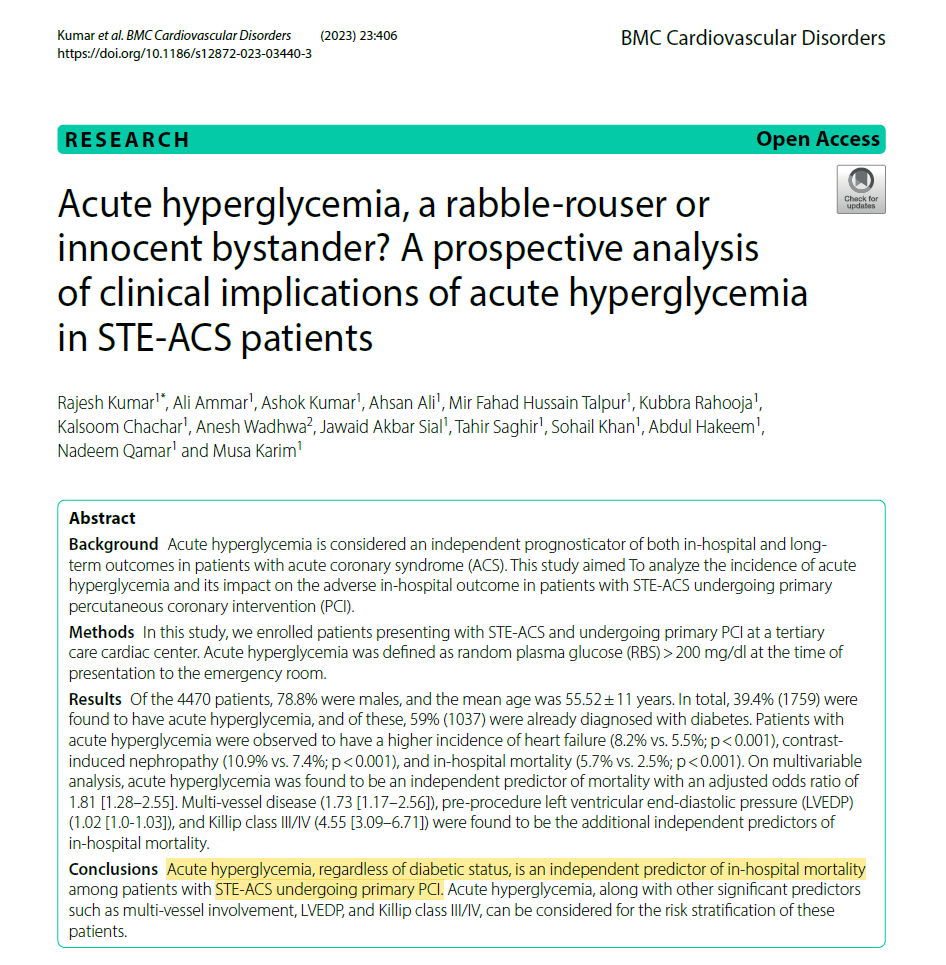 Kumar et al. BMC Cardiovascular Disorders (2023) 23:406
https://doi.org/10.1186/s12872-023-03440-3
BMC Cardiovascular Disorders
RESEARCH Open Access
Check for
updates
Acute hyperglycemia, a rabble-rouser or
innocent bystander? A prospective analysis
of clinical implications of acute hyperglycemia
in STE-ACS patients
Rajesh Kumar1*, Ali Ammar1, Ashok Kumar1, Ahsan Ali1, Mir Fahad Hussain Talpur1, Kubbra Rahooja1,
Kalsoom Chachar1, Anesh Wadhwa2, Jawaid Akbar Sial1, Tahir Saghir1, Sohail Khan1, Abdul Hakeem1,
Nadeem Qamar1 and Musa Karim1
Abstract
Background Acute hyperglycemia is considered an independent prognosticator of both in-hospital and long-
term outcomes in patients with acute coronary syndrome (ACS). This study aimed To analyze the incidence of acute
hyperglycemia and its impact on the adverse in-hospital outcome in patients with STE-ACS undergoing primary
percutaneous coronary intervention (PCI).
Methods In this study, we enrolled patients presenting with STE-ACS and undergoing primary PCI at a tertiary
care cardiac center. Acute hyperglycemia was defined as random plasma glucose (RBS) > 200 mg/dl at the time of
presentation to the emergency room.
Results Of the 4470 patients, 78.8% were males, and the mean age was 55.52 ± 11 years. In total, 39.4% (1759) were
found to have acute hyperglycemia, and of these, 59% (1037) were already diagnosed with diabetes. Patients with
acute hyperglycemia were observed to have a higher incidence of heart failure (8.2% vs. 5.5%; p < 0.001), contrast-
induced nephropathy (10.9% vs. 7.4%; p < 0.001), and in-hospital mortality (5.7% vs. 2.5%; p < 0.001). On multivariable
analysis, acute hyperglycemia was found to be an independent predictor of mortality with an adjusted odds ratio of
1.81 [1.28–2.55]. Multi-vessel disease (1.73 [1.17–2.56]), pre-procedure left ventricular end-diastolic pressure (LVEDP)
(1.02 [1.0-1.03]), and Killip class III/IV (4.55 [3.09–6.71]) were found to be the additional independent predictors of
in-hospital mortality.
Conclusions Acute hyperglycemia, regardless of diabetic status, is an independent predictor of in-hospital mortality
among patients with STE-ACS undergoing primary PCI. Acute hyperglycemia, along with other significant predictors
such as multi-vessel involvement, LVEDP, and Killip class III/IV, can be considered for the risk stratification of these
patients.